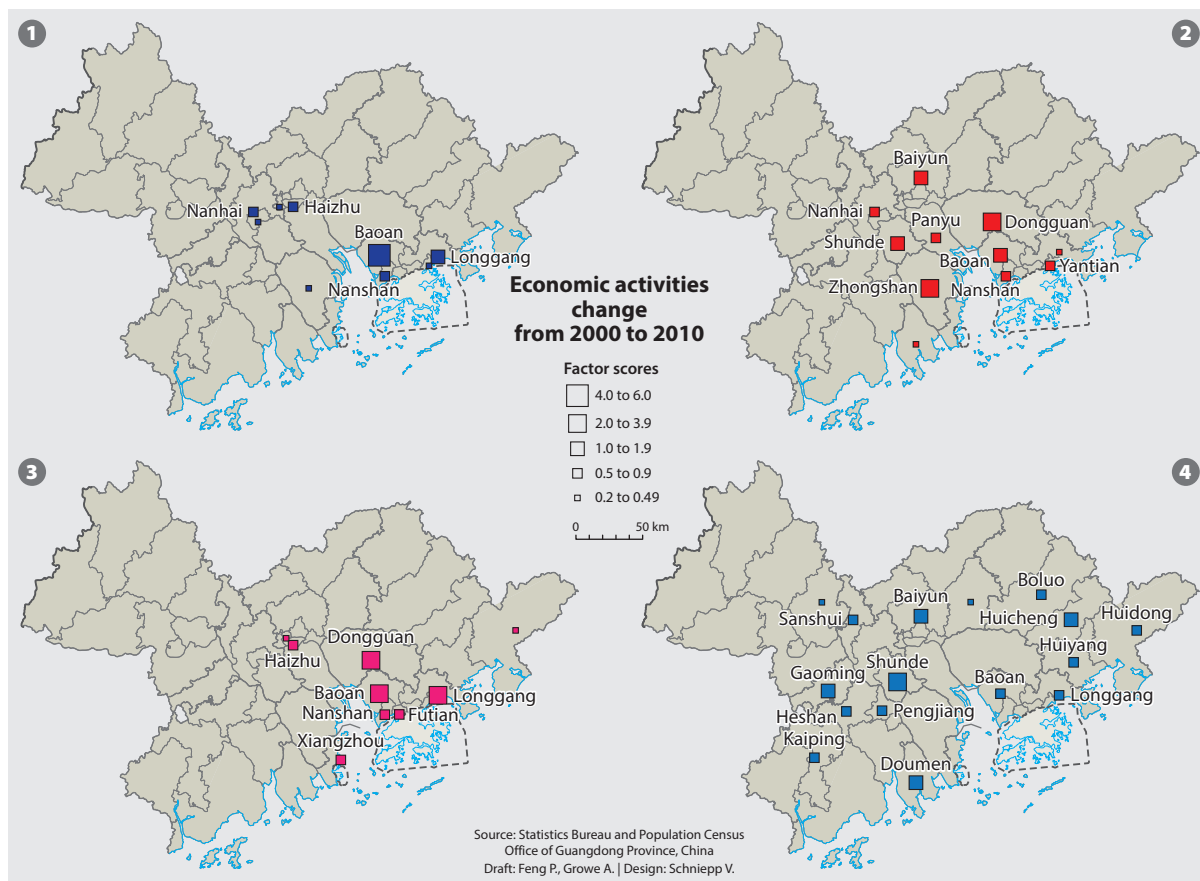 1
Nanhai
Haizhu
Baoan
Longgang
Nanshan
2
Baiyun
Nanhai
Panyu
Dongguan
Shunde
Baoan
Yantian
Zhongshan
Nanshan
Economic activities
change
from 2000 to 2010
Factor scores
4.0 to 6.0
2.0 to 3.9
1.0 to 1.9
0.5 to 0.9
0.2 to 0.49
0 50 km
3
Dongguan
Haizhu
Baoan
Longgang
Nanshan
Futian
Xiangzhou
4
Boluo
Baiyun
Sanshui
Huicheng
Huidong
Huiyang
Shunde
Gaoming
Baoan
Longgang
Heshan
Pengjiang
Kaiping
Doumen
Source: Statistics Bureau and Population Census
Office of Guangdong Province, China
Draft: Feng P., Growe A. | Design: Schniepp V.